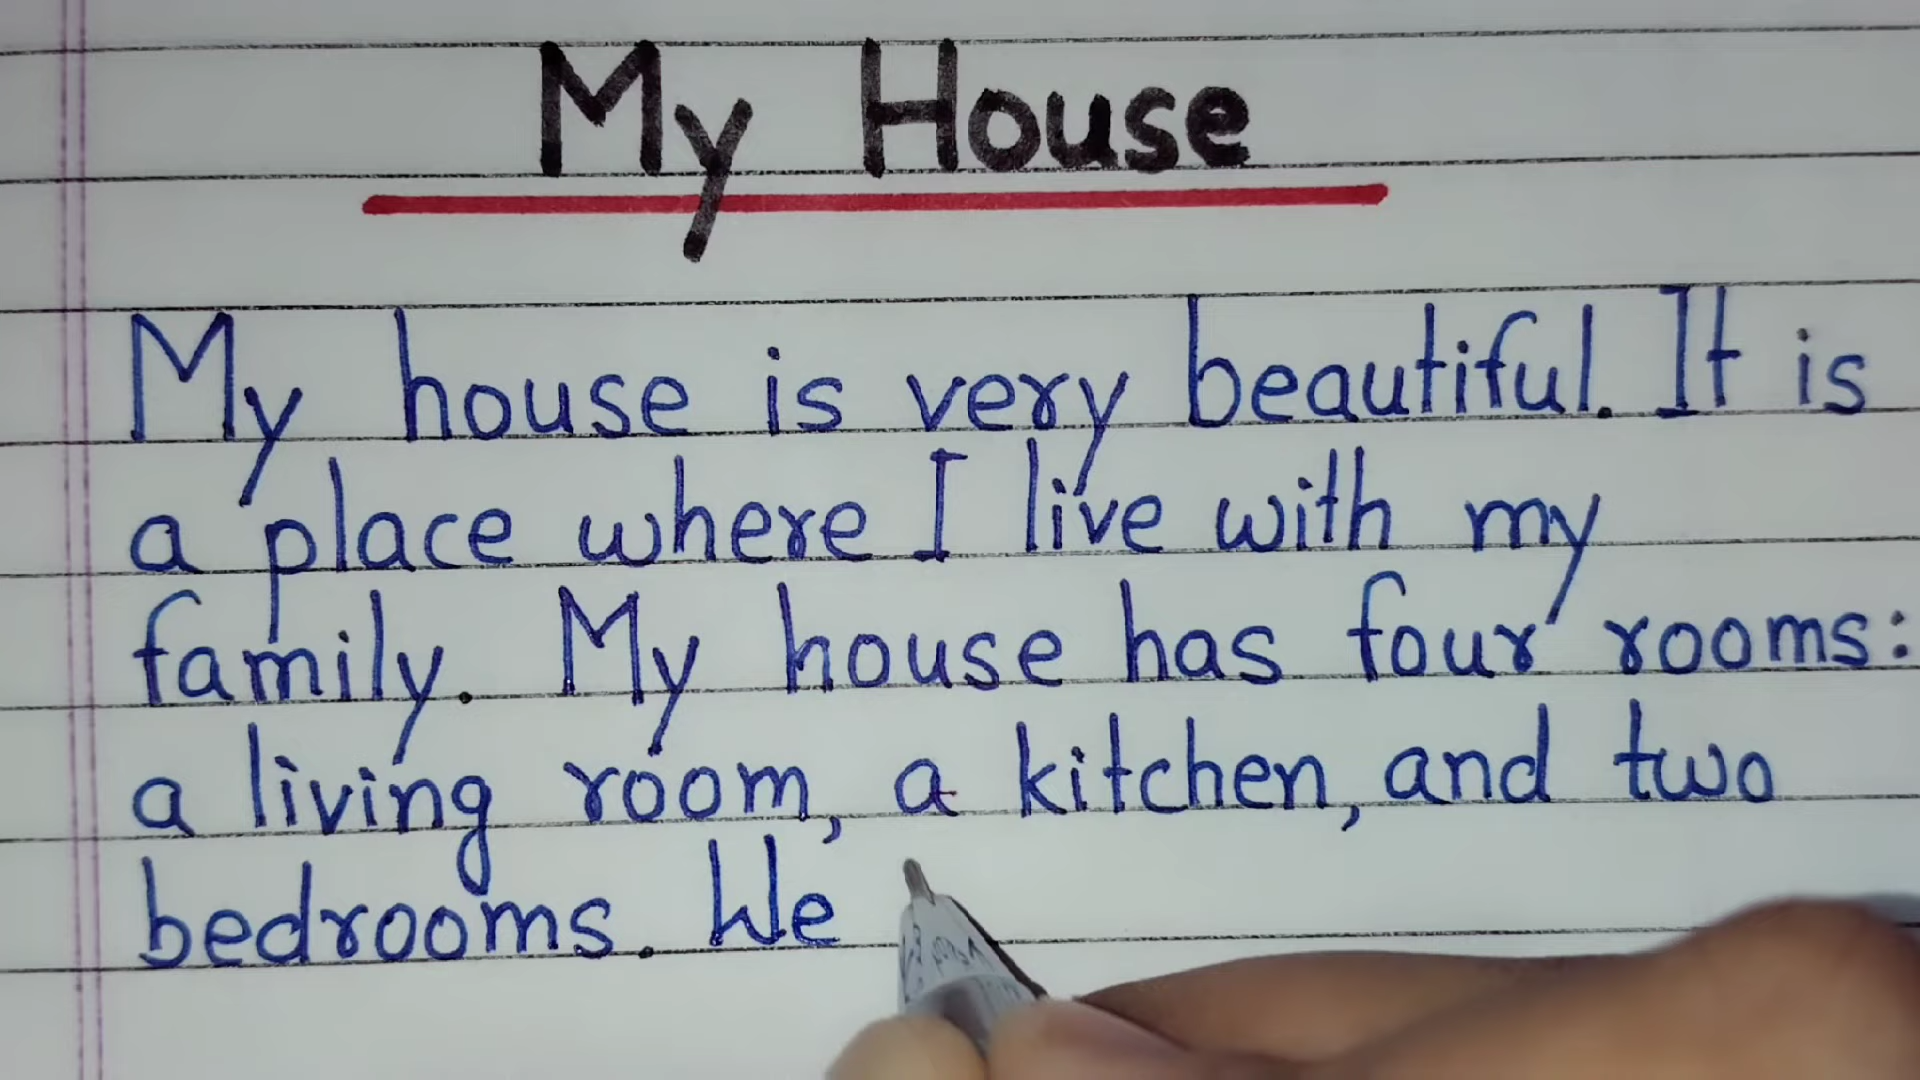 My House
My house is very beautiful. It is
a place where I live with my
family. My house has four rooms:
a living room, a kitchen, and two
bedrooms. We